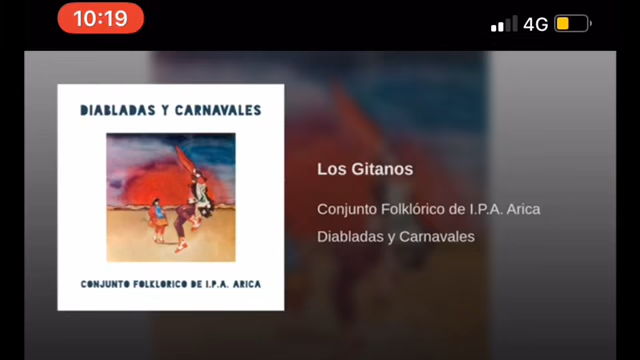 10:19
4G
DIABLADAS Y CARNAVALES
CONJUNTO FOLKLORICO DE I.P.A. ARICA
Los Gitanos
Conjunto Folklórico de I.P.A. Arica
Diabladas y Carnavales